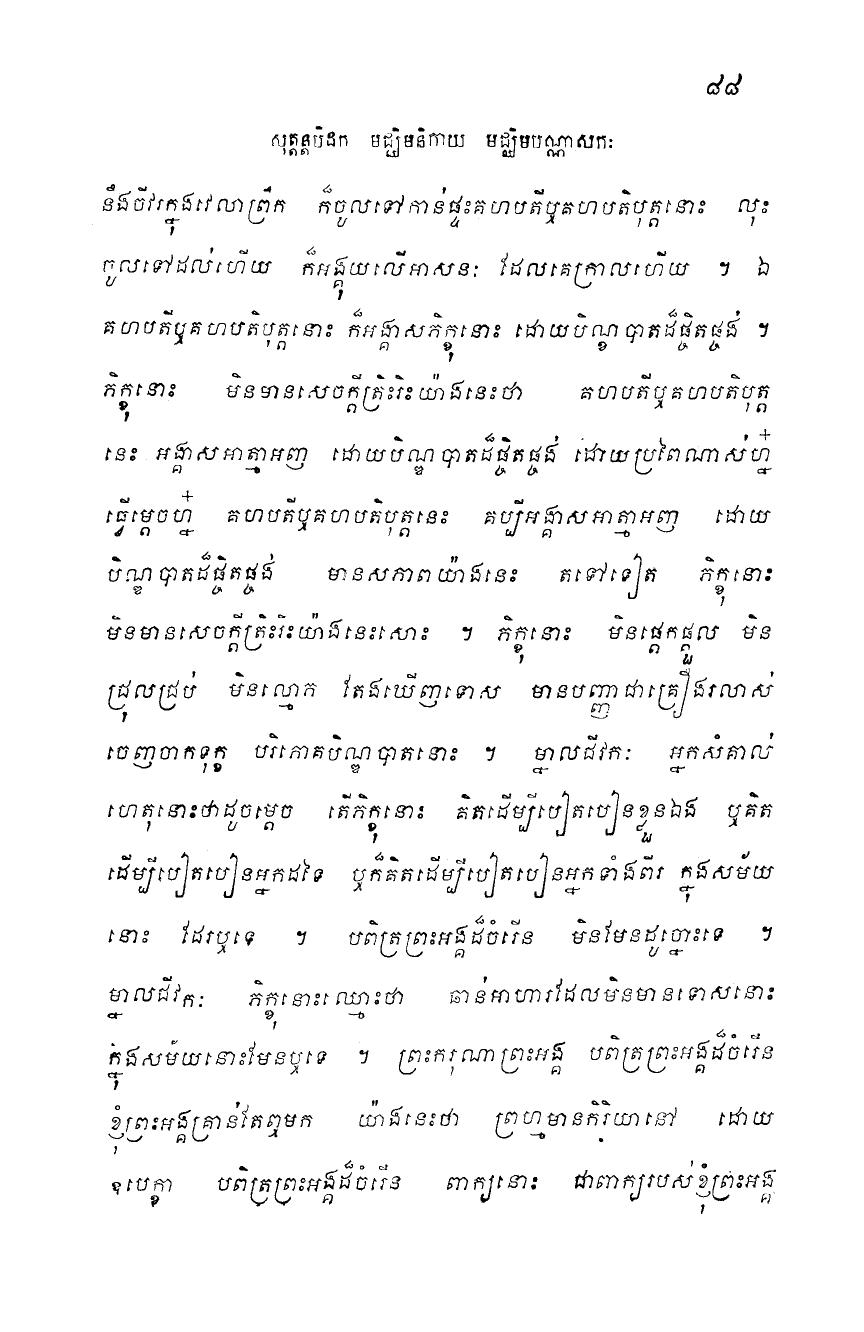 ៨៨
សុត្តន្តបិដក មជ្ឈិមនិកាយ មជ្ឈិមបណ្ណាសកៈ
នឹងចីវរក្នុងវេលាព្រឹក ក៏ចូលទៅកាន់ផ្ទះគហបតីឬគហបតិបុត្តនោះ លុះ
ចូលទៅដល់ហើយ ក៏អង្គុយលើអាសនៈ ដែលគេក្រាលហើយ ។ ឯ
គហបតីឬគហបតិបុត្តនោះ ក៏អង្គាសភិក្ខុនោះ ដោយបិណ្ឌបាតដ៏ផ្ចិតផ្ចង់ ។
ភិក្ខុនោះ មិនមានសេចក្តីត្រិះរិះយ៉ាងនេះថា គហបតីឬគហបតិបុត្ត
នេះ អង្គាសអាត្មាអញ ដោយបិណ្ឌបាតដ៏ផ្ចិតផ្ចង់ ដោយប្រពៃណាស់ហ្ន៎
ធ្វើម្តេចហ្ន៎ គហបតីឬគហបតិបុត្តនេះ គប្បីអង្គាសអាត្មាអញ ដោយ
បិណ្ឌបាតដ៏ផ្ចិតផ្ចង់ មានសភាពយ៉ាងនេះ តទៅទៀត ភិក្ខុនោះ
មិនមានសេចក្តីត្រិះរិះយ៉ាងនេះសោះ ។ ភិក្ខុនោះ មិនផ្តេកផ្តួល មិន
ជ្រុលជ្រប់ មិនល្មោភ តែងឃើញទោស មានបញ្ញាជាគ្រឿងរលាស់
ចេញចាកទុក្ខ បរិភោគបិណ្ឌបាតនោះ ។ ម្នាលជីវកៈ អ្នកសំគាល់
ហេតុនោះថាដូចម្តេច តើភិក្ខុនោះ គិតដើម្បីបៀតបៀនខ្លួនឯង ឬគិត
ដើម្បីបៀតបៀនអ្នកដទៃ ឬក៏គិតដើម្បីបៀតបៀនអ្នកទាំងពីរ ក្នុងសម័យ
នោះ ដែរឬទេ ។ បពិត្រព្រះអង្គដ៏ចំរើន មិនមែនដូច្នោះទេ ។
ម្នាលជីវកៈ ភិក្ខុនោះឈ្មោះថា ឆាន់អាហារដែលមិនមានទោសនោះ
ក្នុងសម័យនោះមែនឬទេ ។ ព្រះករុណាព្រះអង្គ បពិត្រព្រះអង្គដ៏ចំរើន
ខ្ញុំព្រះអង្គគ្រាន់តែឮមក យ៉ាងនេះថា ព្រហ្មមានកិរិយានៅ ដោយ
ឧបេក្ខា បពិត្រព្រះអង្គដ៏ចំរើន ពាក្យនោះ ជាពាក្យរបស់ខ្ញុំព្រះអង្គ